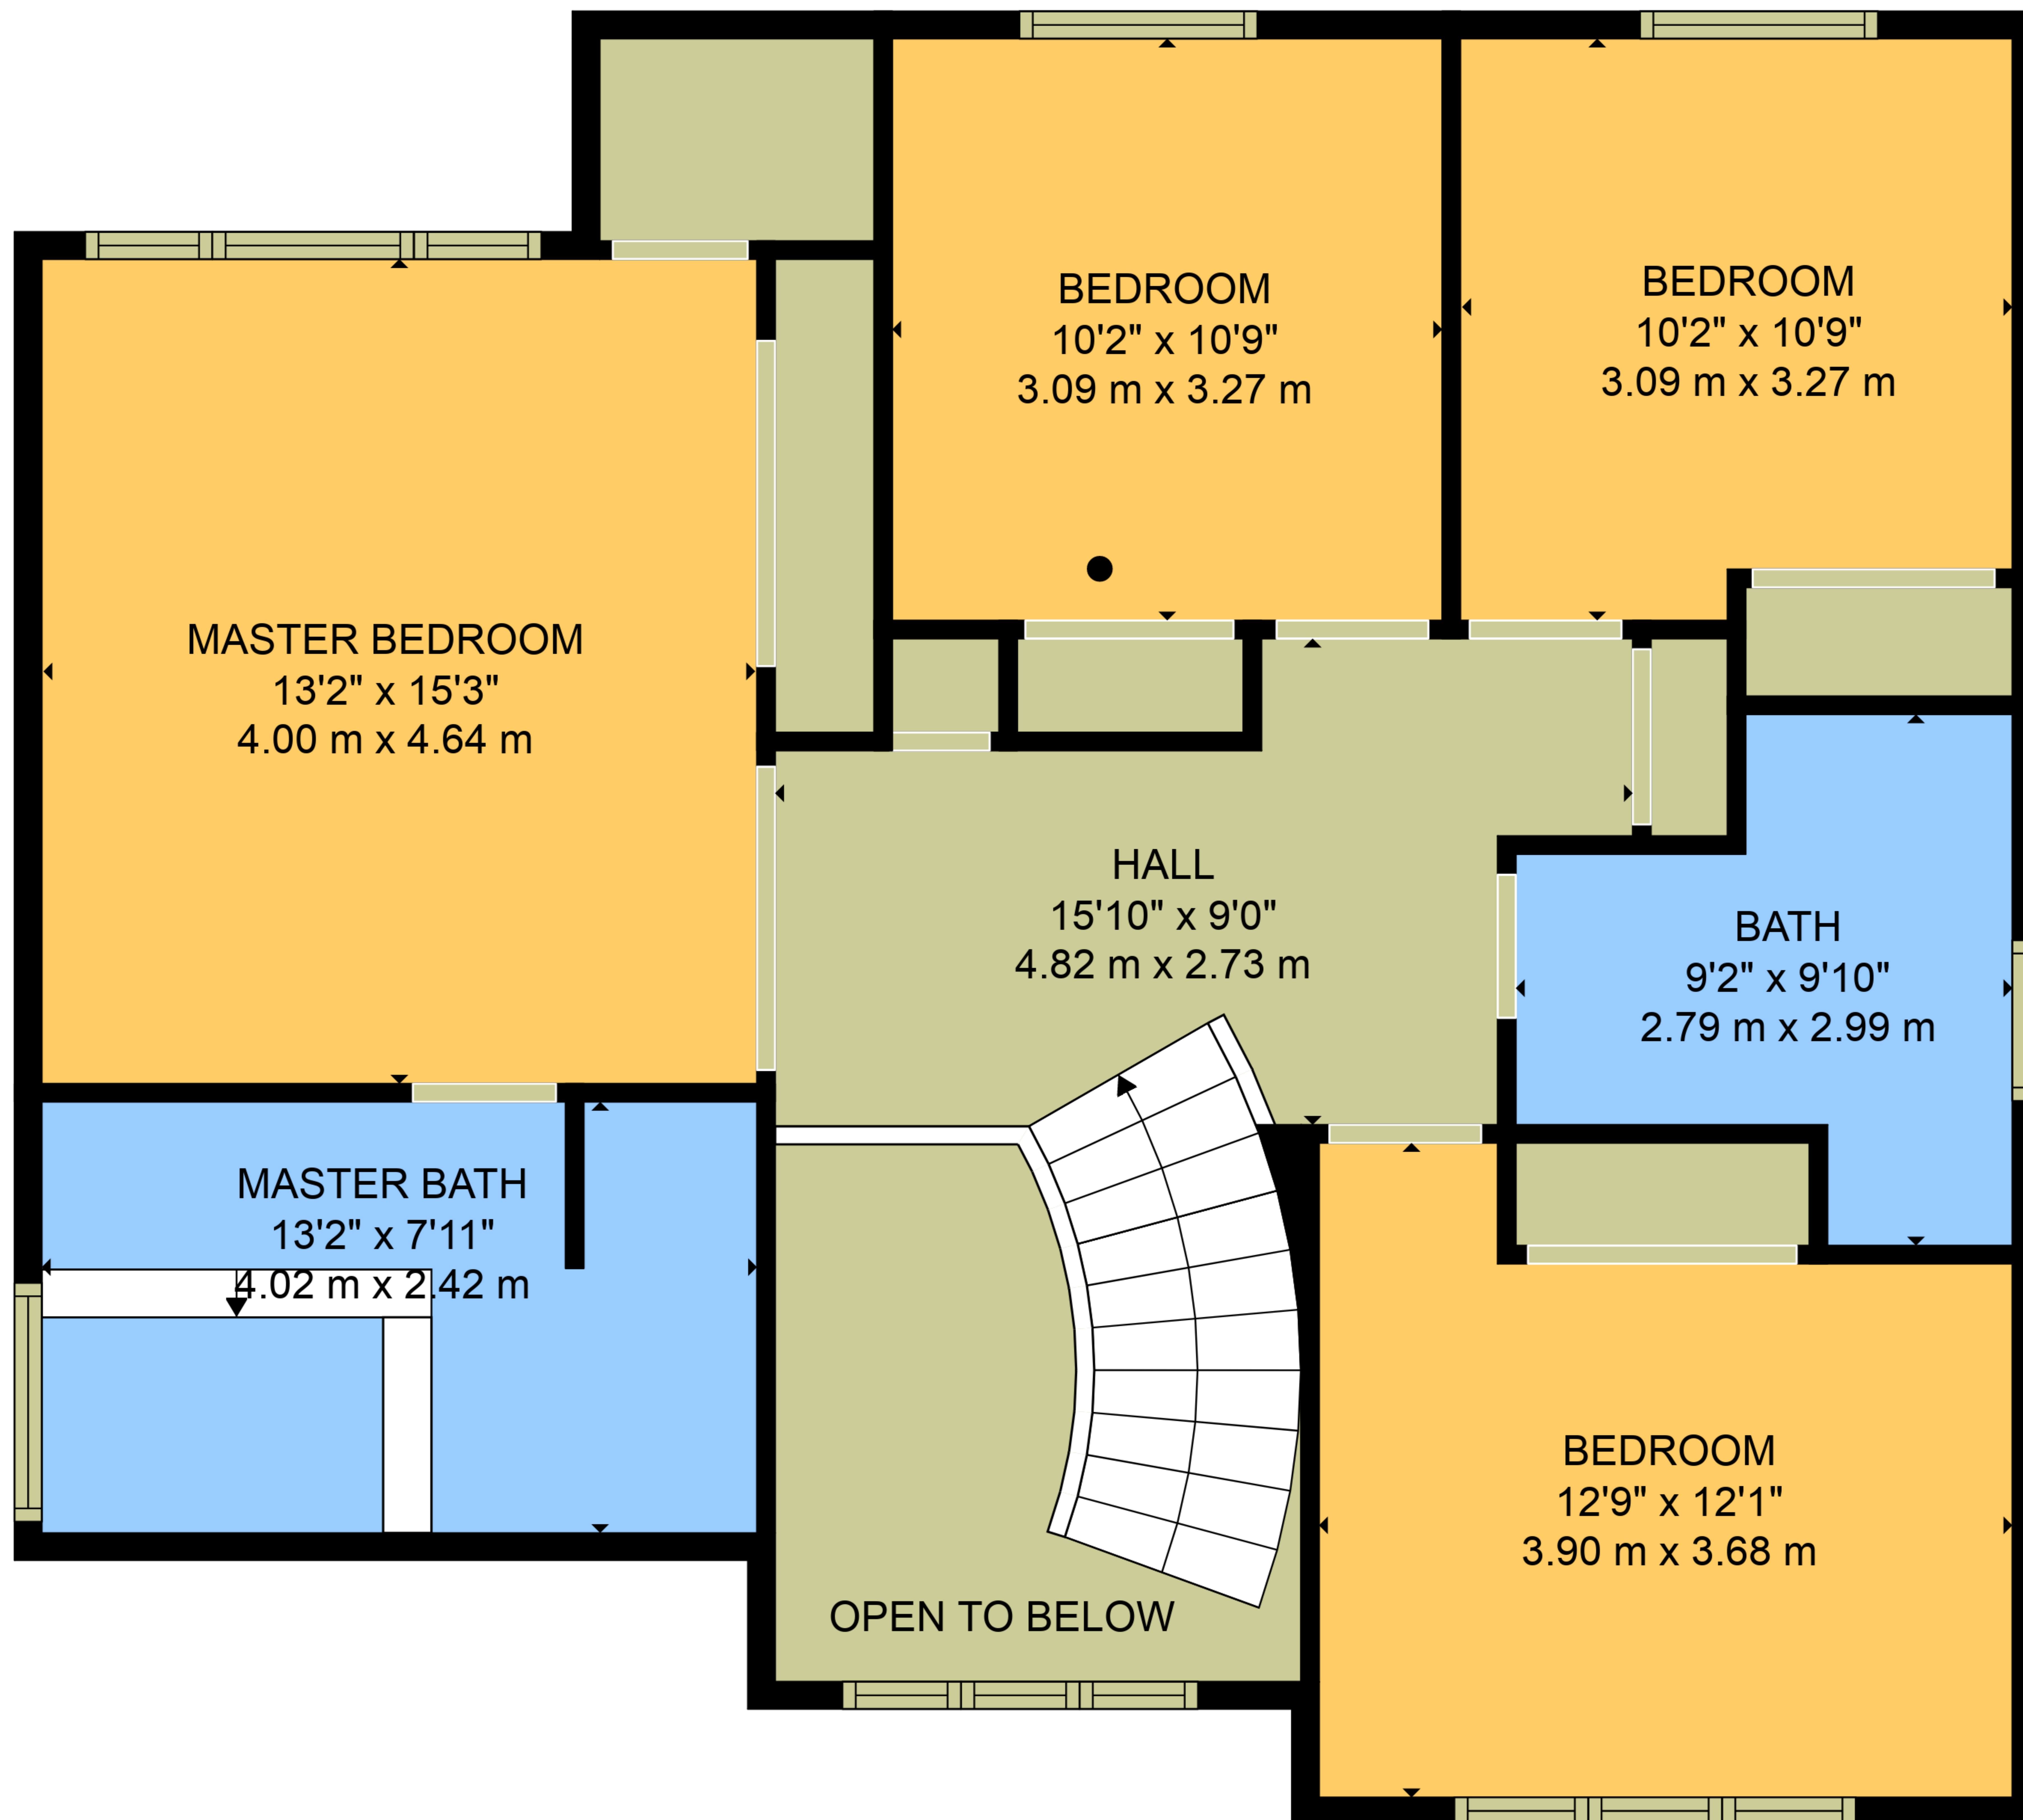 BEDROOM
10'2" x 10'9"
3.09 m x 3.27 m
BEDROOM
10'2" x 10'9"
3.09 m x 3.27 m
MASTER BEDROOM
13'2" x 15'3"
4.00 m x 4.64 m
HALL
15'10" x 9'0"
4.82 m x 2.73 m
BATH
9'2" x 9'10"
2.79 m x 2.99 m
MASTER BATH
13'2" x 7'11"
4.02 m x 2.42 m
BEDROOM
12'9" x 12'1"
3.90 m x 3.68 m
OPEN TO BELOW